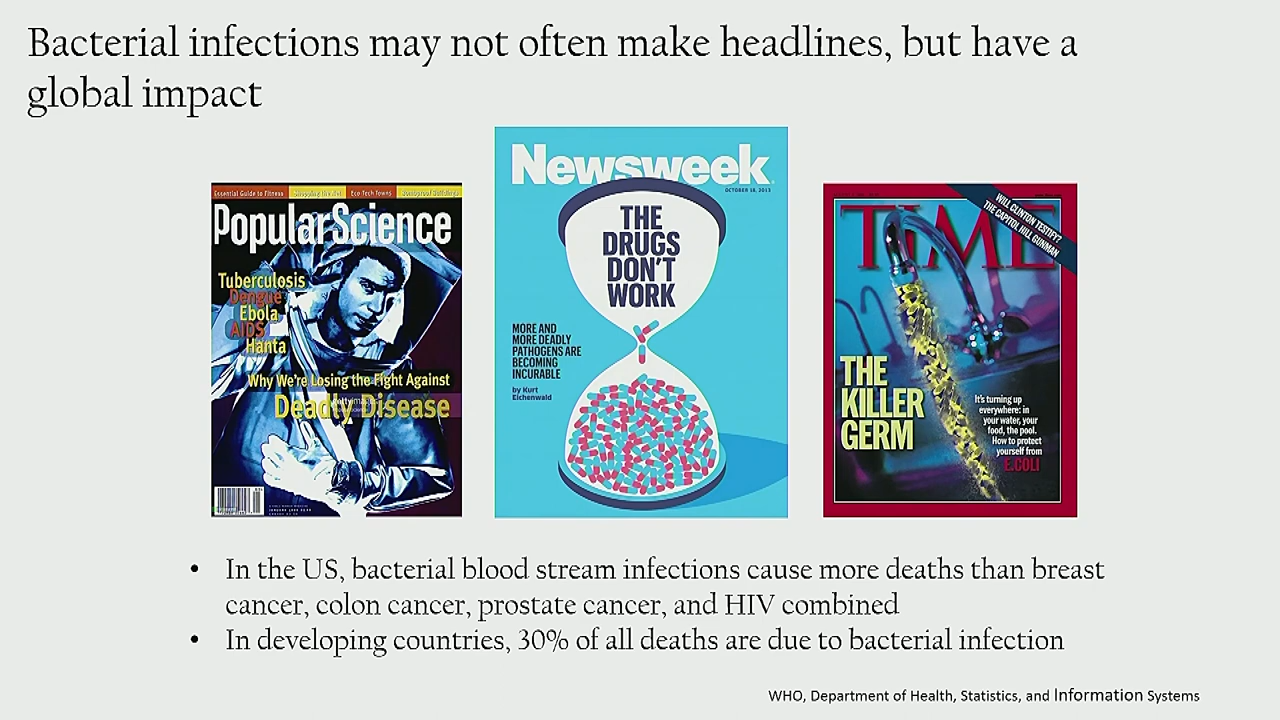 Bacterial infections may not often make headlines, but have a
global impact
Essential Guide to Fitness
Eco-Tech Towns
PopularScience
Tuberculosis
Dengue
Ebola
AIDS
Hanta
Why We're Losing the Fight Against
Deadly Disease
Newsweek
OCTOBER 18, 2013
THE
DRUGS
DON'T
WORK
MORE AND
MORE DEADLY
PATHOGENS ARE
BECOMING
INCURABLE
by Kurt
Eichenwald
WILL CLINTON TESTIFY?
THE CAPITOL HILL GUNMAN
TIME
THE
KILLER
GERM
It's turning up
everywhere: in
your water, your
food, the pool.
How to protect
yourself from
E.COLI
• In the US, bacterial blood stream infections cause more deaths than breast
cancer, colon cancer, prostate cancer, and HIV combined
• In developing countries, 30% of all deaths are due to bacterial infection
WHO, Department of Health, Statistics, and Information Systems